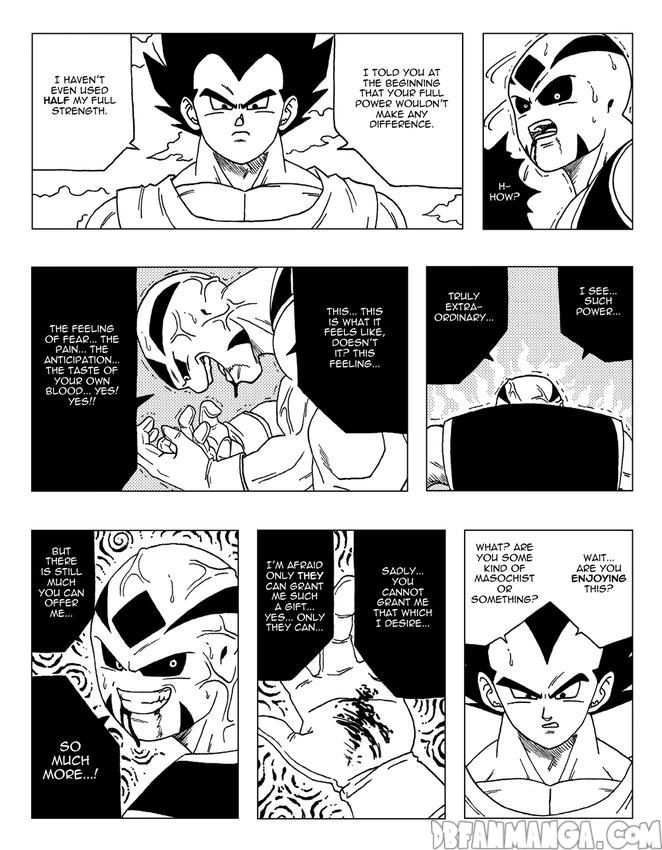 H-
HOW?
I TOLD YOU AT
THE BEGINNING
THAT YOUR FULL
POWER WOULDN'T
MAKE ANY
DIFFERENCE.
I HAVEN'T
EVEN USED
HALF MY FULL
STRENGTH.
I SEE...
SUCH
POWER...
TRULY
EXTRA-
ORDINARY...
THIS... THIS
IS WHAT IT
FEELS LIKE,
DOESN'T
IT? THIS
FEELING...
THE FEELING
OF FEAR... THE
PAIN... THE
ANTICIPATION...
THE TASTE OF
YOUR OWN
BLOOD... YES!
YES!!
WAIT...
ARE YOU
ENJOYING
THIS?
WHAT? ARE
YOU SOME
KIND OF
MASOCHIST
OR
SOMETHING?
SADLY...
YOU
CANNOT
GRANT ME
THAT WHICH
I DESIRE...
I'M AFRAID
ONLY THEY
CAN GRANT
ME SUCH
A GIFT...
YES... ONLY
THEY CAN...
BUT
THERE
IS STILL
MUCH
YOU CAN
OFFER
ME...
SO
MUCH
MORE...!
DBFANMANGA.COM